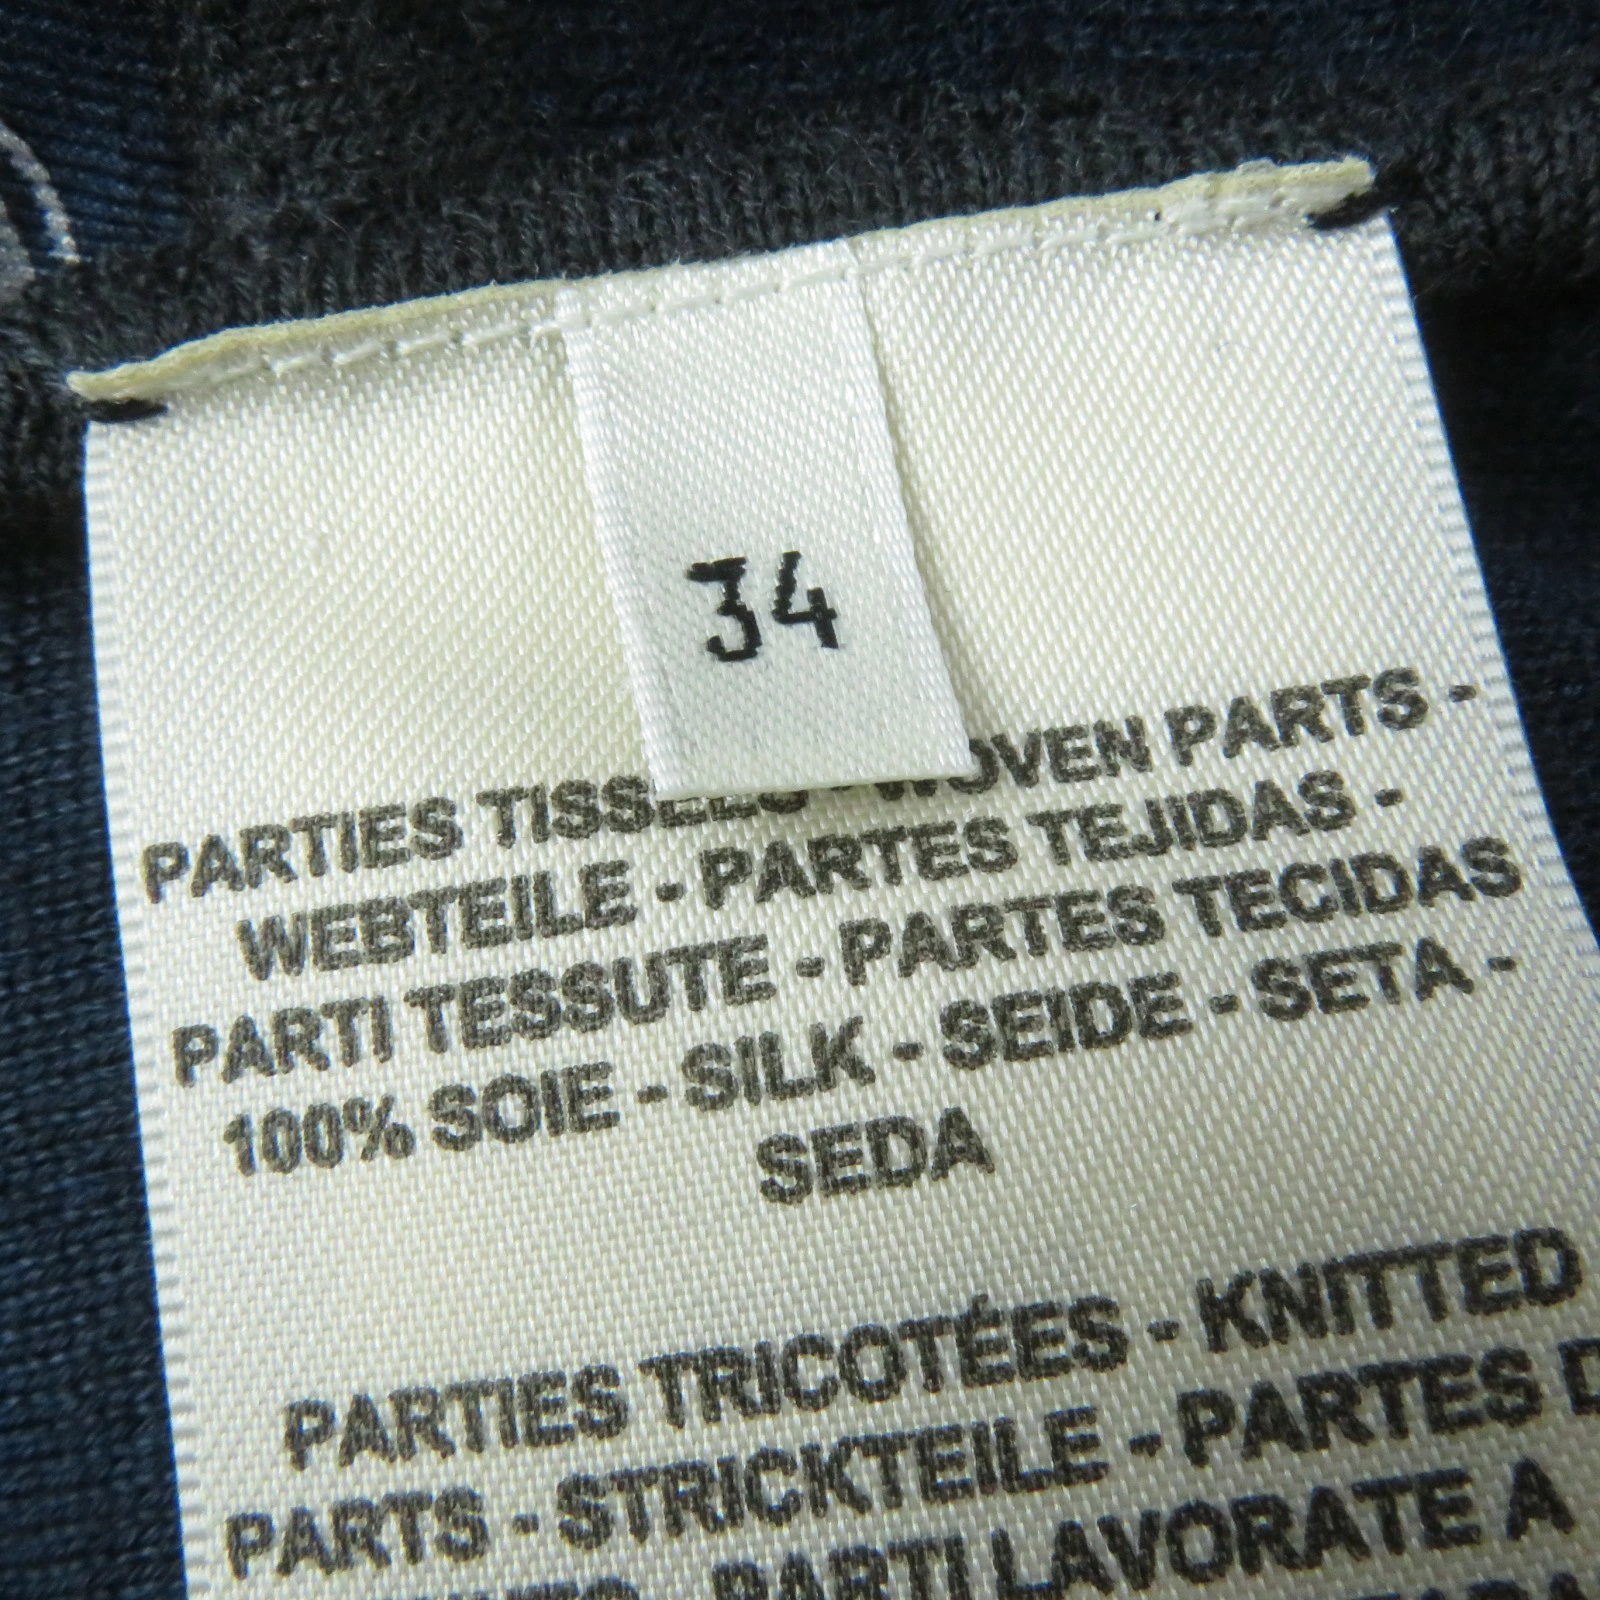 34
PARTIES TISSÉES - WOVEN PARTS -
WEBTEILE - PARTES TEJIDAS -
PARTI TESSUTE - PARTES TECIDAS
100% SOIE - SILK - SEIDE - SETA -
SEDA
PARTIES TRICOTÉES - KNITTED
PARTS - STRICKTEILE - PARTES D
PARTI LAVORATE A